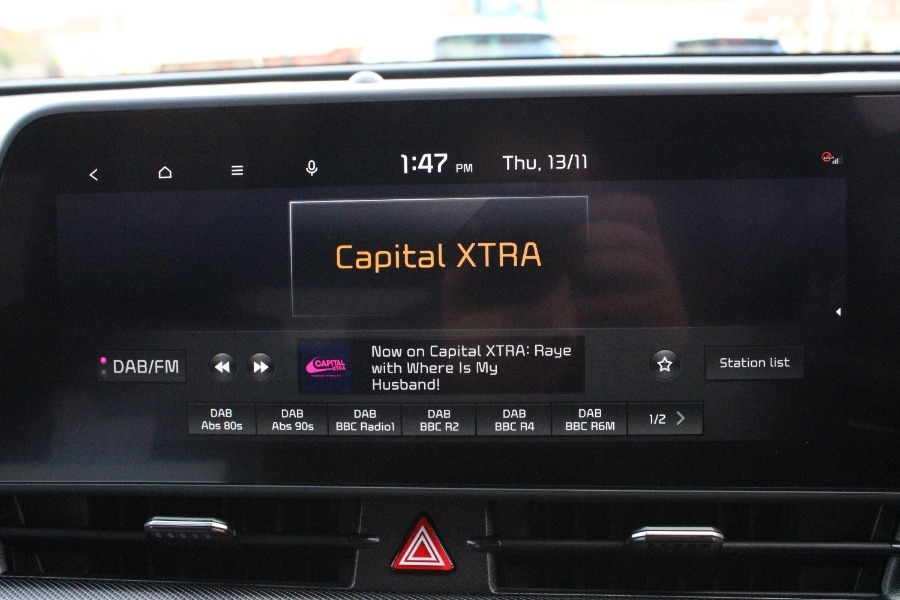 1:47 PM Thu, 13/11
Capital XTRA
DAB/FM
CAPITAL
XTRA
Now on Capital XTRA: Raye
with Where Is My
Husband!
Station list
DAB
Abs 80s
DAB
Abs 90s
DAB
BBC Radio1
DAB
BBC R2
DAB
BBC R4
DAB
BBC R6M
1/2